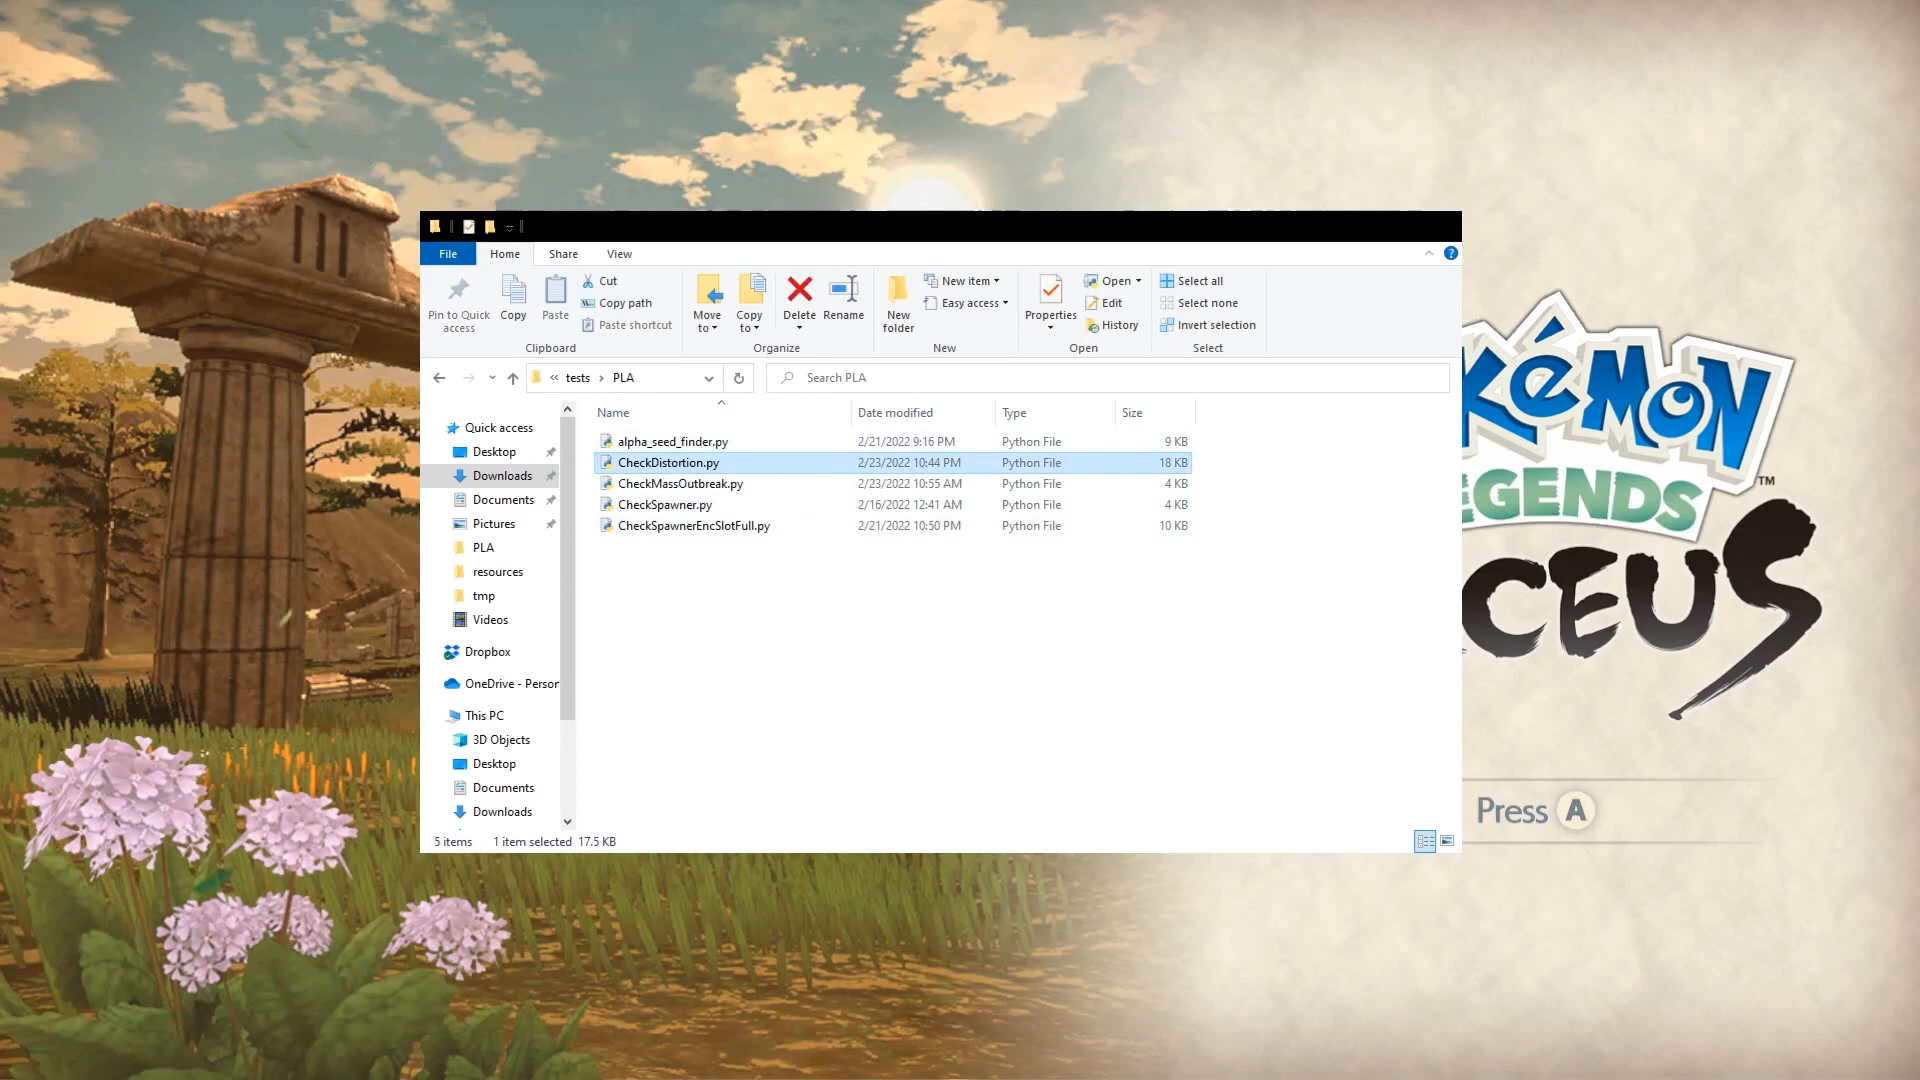 File Home Share View
Pin to Quick access
Copy
Paste
Cut
Copy path
Paste shortcut
Clipboard
Move to
Copy to
Delete
Rename
Organize
New folder
New item
Easy access
New
Properties
Open
Edit
History
Open
Select all
Select none
Invert selection
Select
« tests › PLA
Search PLA
Name Date modified Type Size
alpha_seed_finder.py 2/21/2022 9:16 PM Python File 9 KB
CheckDistortion.py 2/23/2022 10:44 PM Python File 18 KB
CheckMassOutbreak.py 2/23/2022 10:55 AM Python File 4 KB
CheckSpawner.py 2/16/2022 12:41 AM Python File 4 KB
CheckSpawnerEncSlotFull.py 2/21/2022 10:50 PM Python File 10 KB
Quick access
Desktop
Downloads
Documents
Pictures
PLA
resources
tmp
Videos
Dropbox
OneDrive - Person
This PC
3D Objects
Desktop
Documents
Downloads
5 items 1 item selected 17.5 KB
KéMON
EGENDS™
CEUS
Press A